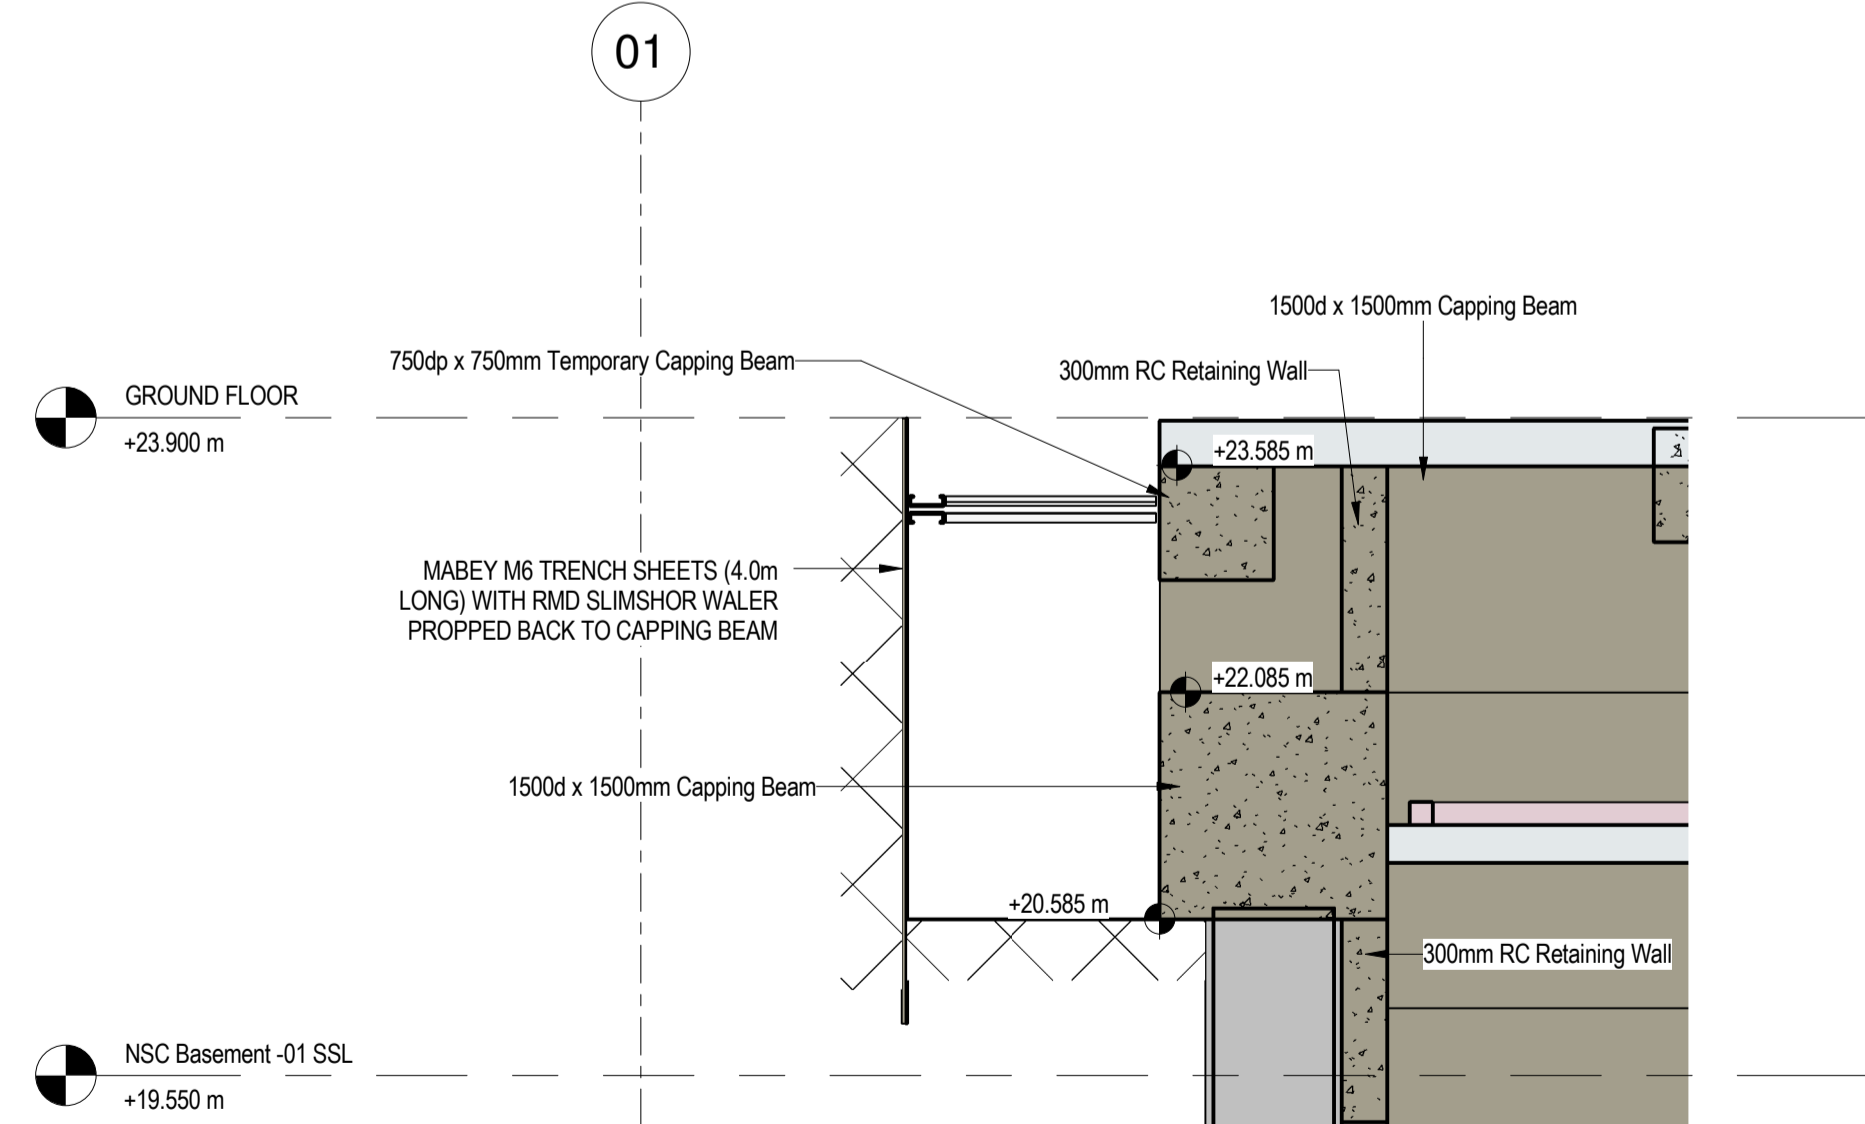 01
1500d x 1500mm Capping Beam
750dp x 750mm Temporary Capping Beam
300mm RC Retaining Wall
GROUND FLOOR
+23.900 m
+23.585 m
MABEY M6 TRENCH SHEETS (4.0m
LONG) WITH RMD SLIMSHOR WALER
PROPPED BACK TO CAPPING BEAM
+22.085 m
1500d x 1500mm Capping Beam
+20.585 m
300mm RC Retaining Wall
NSC Basement -01 SSL
+19.550 m